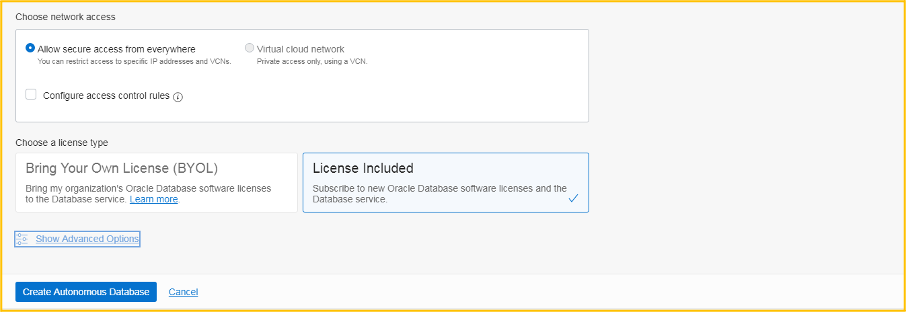 Choose network access
Allow secure access from everywhere
You can restrict access to specific IP addresses and VCNs.
Virtual cloud network
Private access only, using a VCN.
Configure access control rules
Choose a license type
Bring Your Own License (BYOL)
Bring my organization's Oracle Database software licenses
to the Database service. Learn more
License Included
Subscribe to new Oracle Database software licenses and the
Database service.
Show Advanced Options
Create Autonomous Database
Cancel